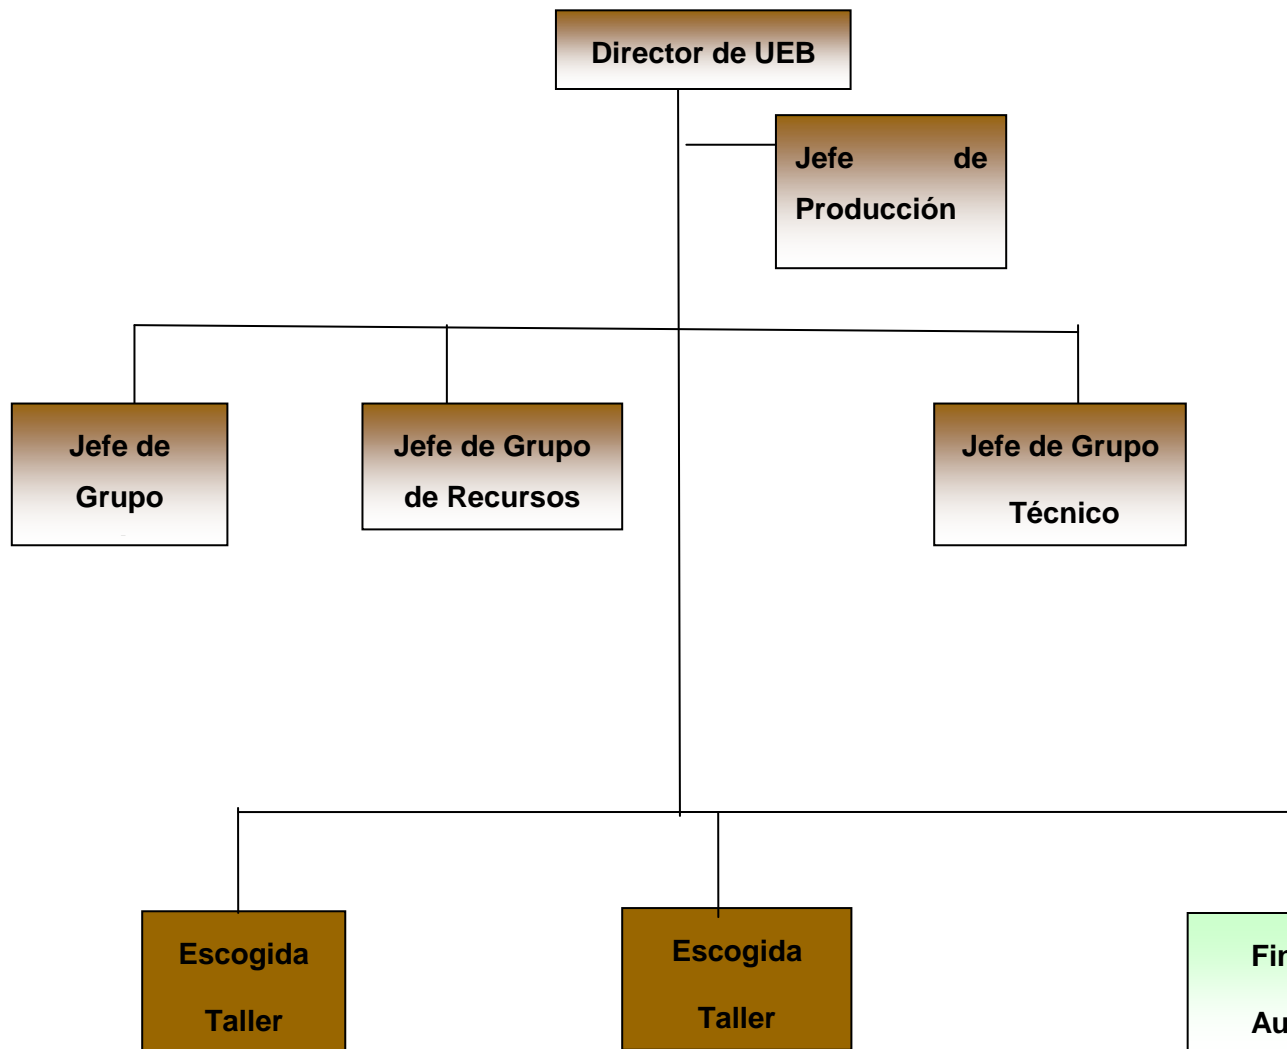 Director de UEB
Jefe de
Producción
Jefe de
Grupo
Jefe de Grupo
de Recursos
Jefe de Grupo
Técnico
Escogida
Taller
Escogida
Taller